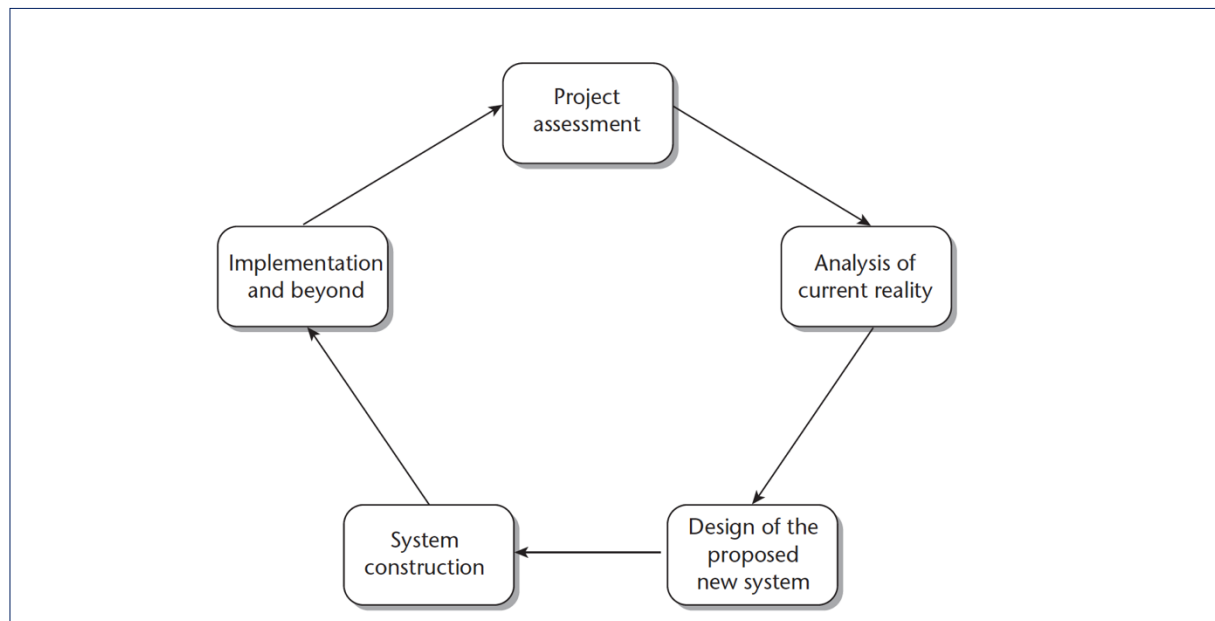 Project
assessment
Analysis of
current reality
Design of the
proposed
new system
System
construction
Implementation
and beyond